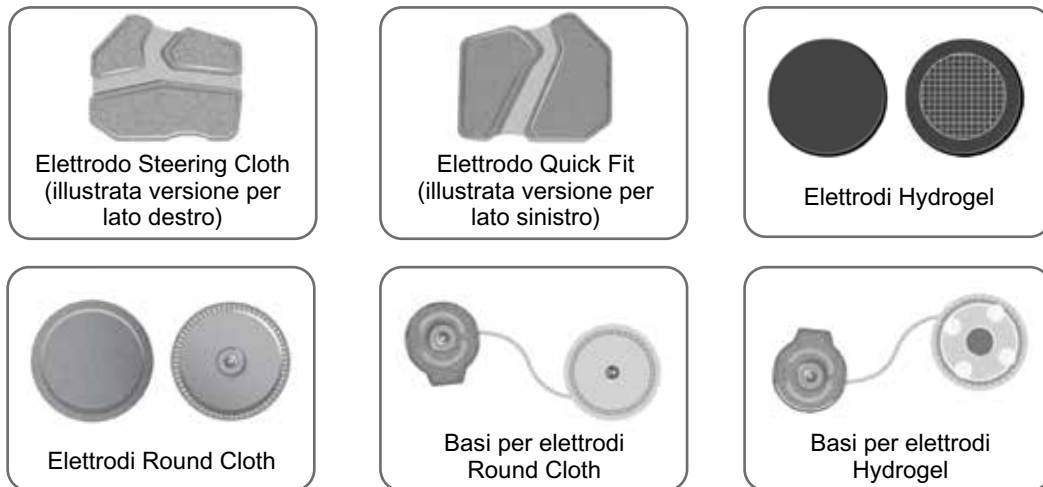 Elettrodo Steering Cloth
(illustrata versione per
lato destro)
Elettrodo Quick Fit
(illustrata versione per
lato sinistro)
Elettrodi Hydrogel
Elettrodi Round Cloth
Basi per elettrodi
Round Cloth
Basi per elettrodi
Hydrogel